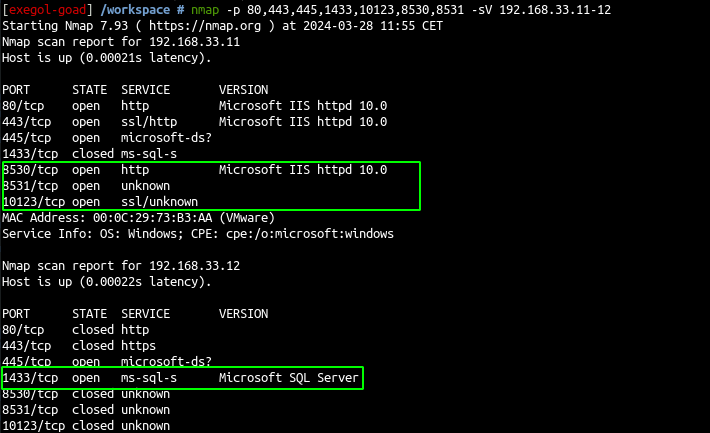 [exegol-goad] /workspace # nmap -p 80,443,445,1433,10123,8530,8531 -sV 192.168.33.11-12
Starting Nmap 7.93 ( https://nmap.org ) at 2024-03-28 11:55 CET
Nmap scan report for 192.168.33.11
Host is up (0.00021s latency).
PORT STATE SERVICE VERSION
80/tcp open http Microsoft IIS httpd 10.0
443/tcp open ssl/http Microsoft IIS httpd 10.0
445/tcp open microsoft-ds?
1433/tcp closed ms-sql-s
8530/tcp open http Microsoft IIS httpd 10.0
8531/tcp open unknown
10123/tcp open ssl/unknown
MAC Address: 00:0C:29:73:B3:AA (VMware)
Service Info: OS: Windows; CPE: cpe:/o:microsoft:windows
Nmap scan report for 192.168.33.12
Host is up (0.00022s latency).
PORT STATE SERVICE VERSION
80/tcp closed http
443/tcp closed https
445/tcp open microsoft-ds?
1433/tcp open ms-sql-s Microsoft SQL Server
8530/tcp closed unknown
8531/tcp closed unknown
10123/tcp closed unknown